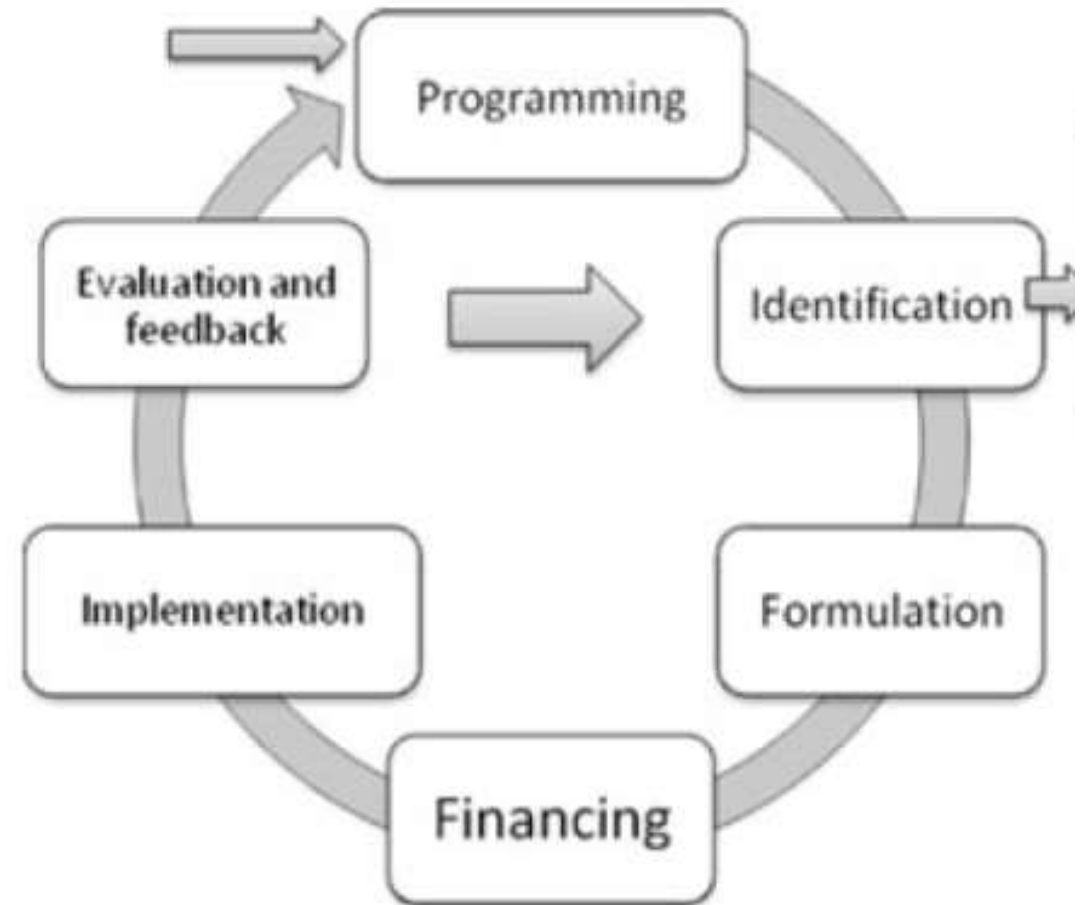 Programming
Identification
Formulation
Financing
Implementation
Evaluation and
feedback